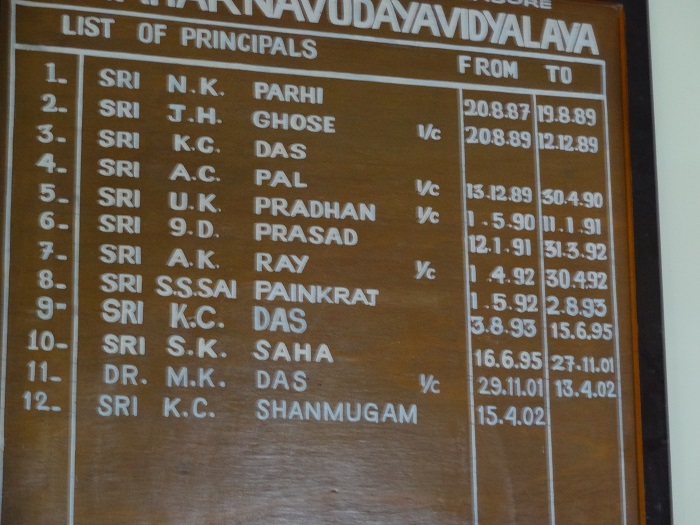 NAVODAYAVIDYALAYA
LIST OF PRINCIPALS FROM TO
1- SRI N.K. PARHI 20.8.87 19.8.89
2- SRI J.H. GHOSE I/C 20.8.89 12.12.89
3- SRI K.C. DAS
4- SRI A.C. PAL I/C 13.12.89 30.4.90
5- SRI U.K. PRADHAN I/C 1.5.90 11.1.91
6- SRI 9.D. PRASAD 12.1.91 31.3.92
7- SRI A.K. RAY I/C 1.4.92 30.4.92
8- SRI S.S.SAI PAINKRAT 1.5.92 2.8.93
9- SRI K.C. DAS 3.8.93 15.6.95
10- SRI S.K. SAHA 16.6.95 27.11.01
11- DR. M.K. DAS I/C 29.11.01 13.4.02
12- SRI K.C. SHANMUGAM 15.4.02